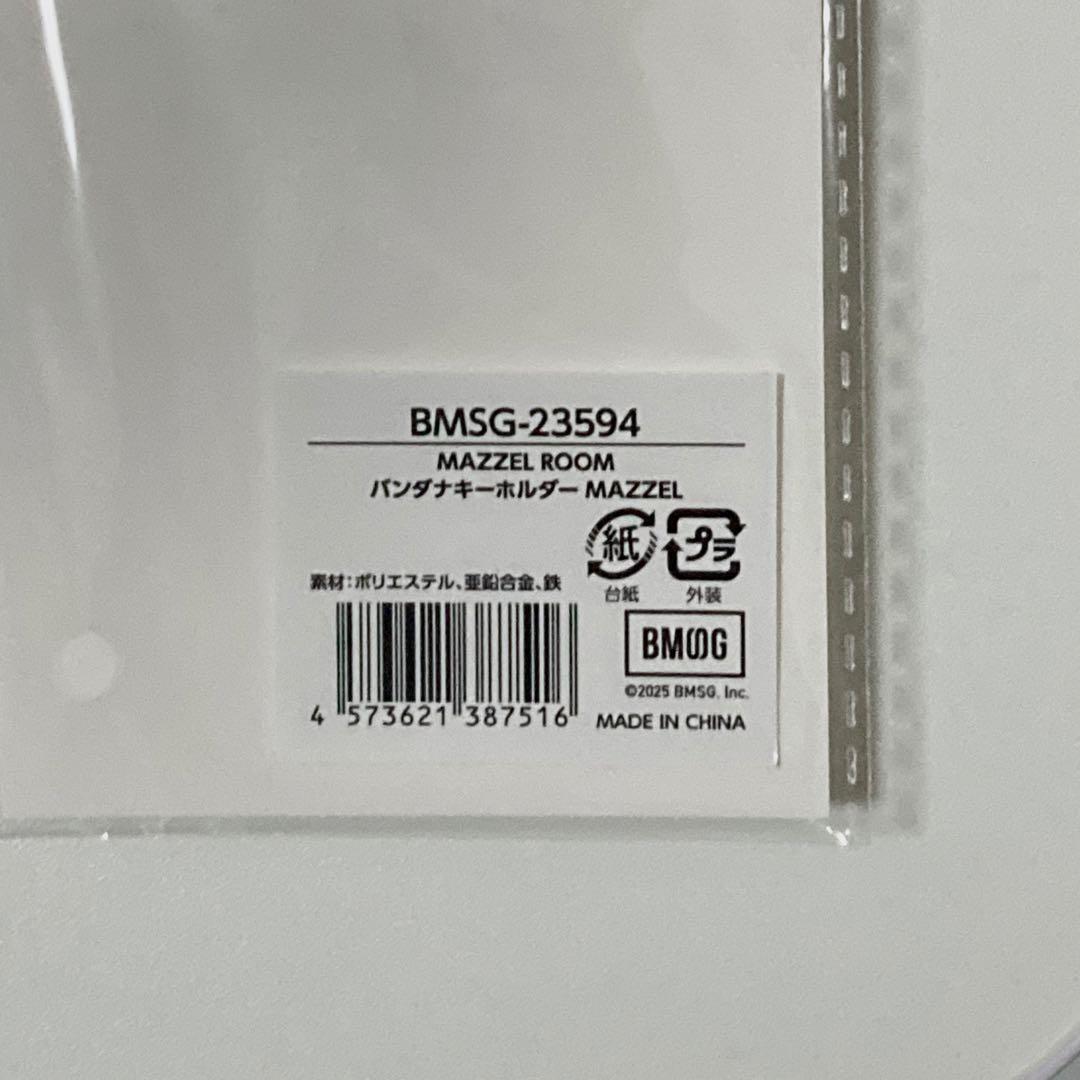 BMSG-23594
MAZZEL ROOM
バンダナキーホルダー MAZZEL
紙
プラ
素材：ポリエステル、亜鉛合金、鉄
台紙
外装
BMSG
©2025 BMSG, Inc.
4 573621 387516
MADE IN CHINA